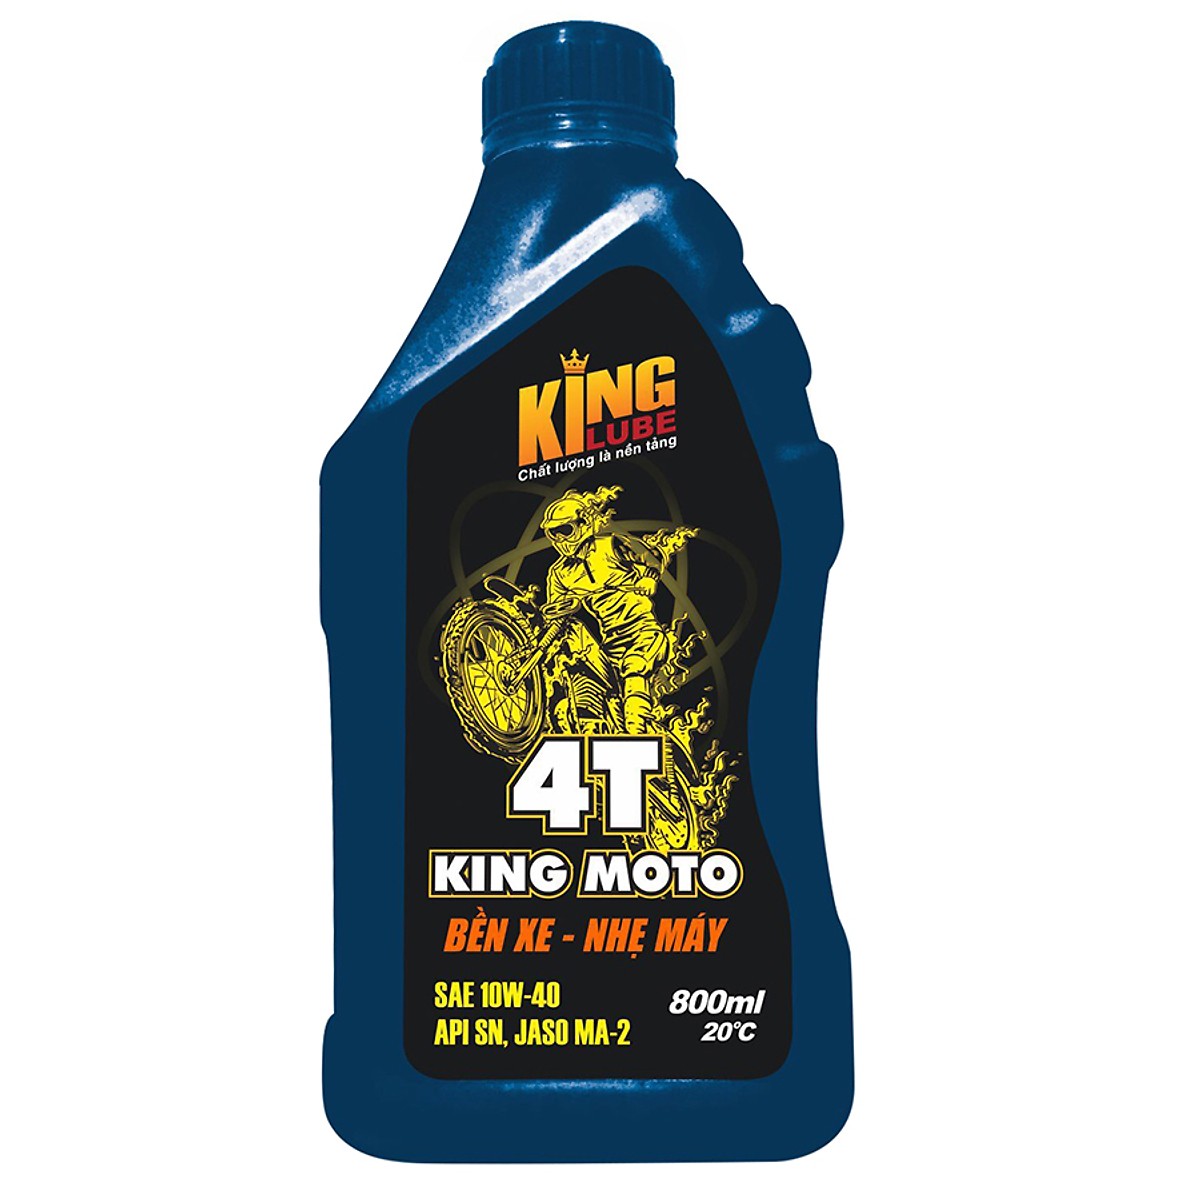 KING
LUBE
Chất lượng là nền tảng
4T
KING MOTO
BỀN XE - NHẸ MÁY
SAE 10W-40
API SN, JASO MA-2
800ml
20°C